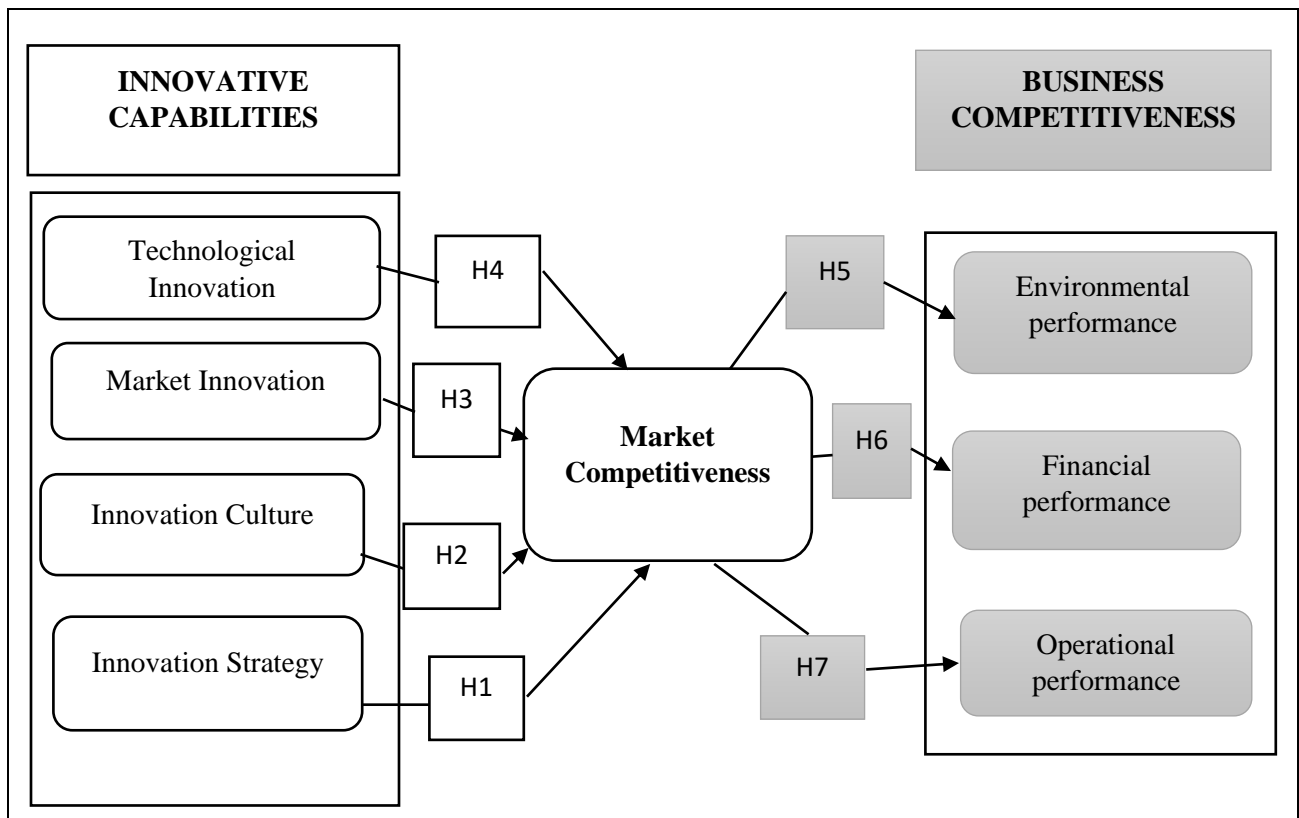 INNOVATIVE
CAPABILITIES
BUSINESS
COMPETITIVENESS
Technological
Innovation
Market Innovation
Innovation Culture
Innovation Strategy
H4
H3
H2
H1
Market
Competitiveness
H5
H6
H7
Environmental
performance
Financial
performance
Operational
performance